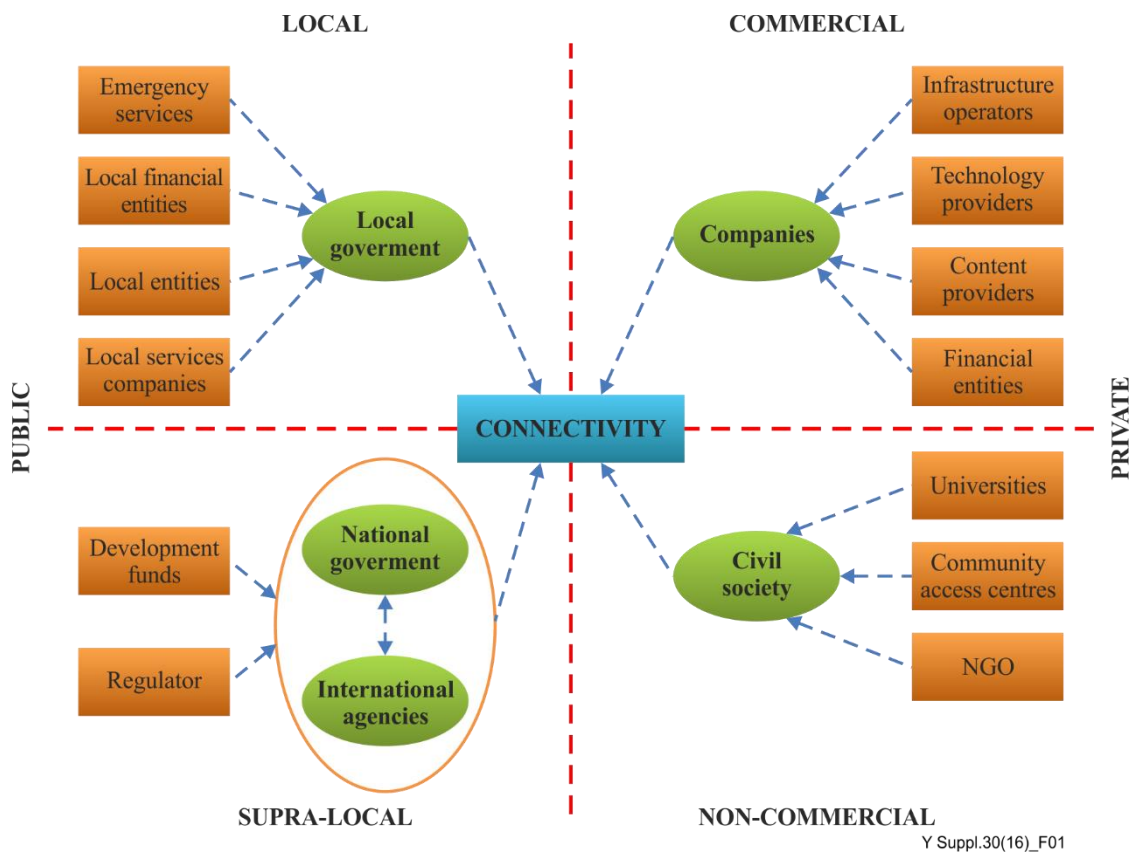 LOCAL
COMMERCIAL
Emergency
services
Local financial
entities
Local entities
Local services
companies
Local
goverment
Companies
Infrastructure
operators
Technology
providers
Content
providers
Financial
entities
PUBLIC
CONNECTIVITY
PRIVATE
Development
funds
Regulator
National
goverment
International
agencies
Civil
society
Universities
Community
access centres
NGO
SUPRA-LOCAL
NON-COMMERCIAL
Y Suppl.30(16)_F01